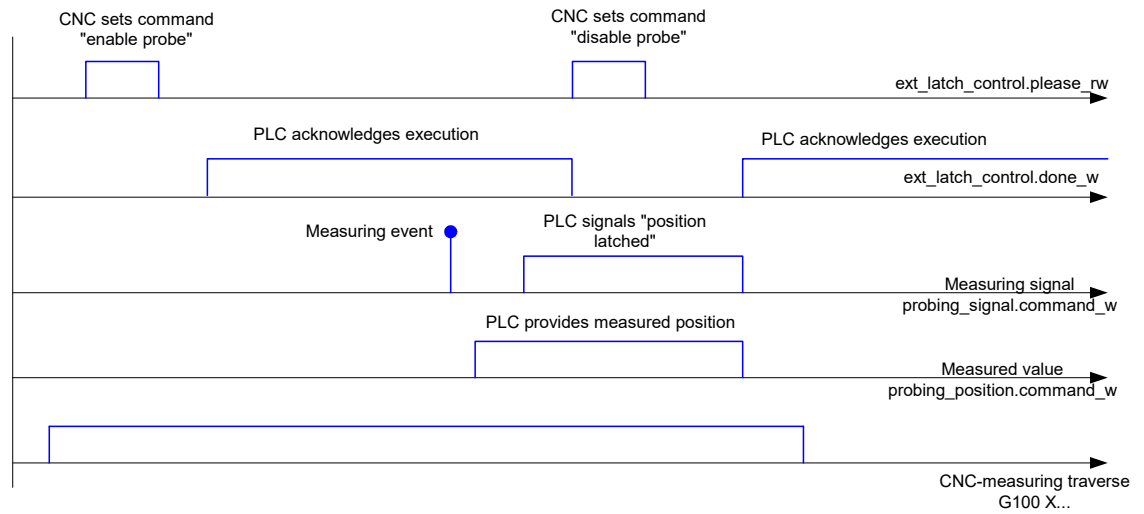 CNC sets command
"enable probe"
CNC sets command
"disable probe"
ext_latch_control.please_rw
PLC acknowledges execution
PLC acknowledges execution
ext_latch_control.done_w
Measuring event
PLC signals "position
latched"
Measuring signal
probing_signal.command_w
PLC provides measured position
Measured value
probing_position.command_w
CNC-measuring traverse
G100 X...